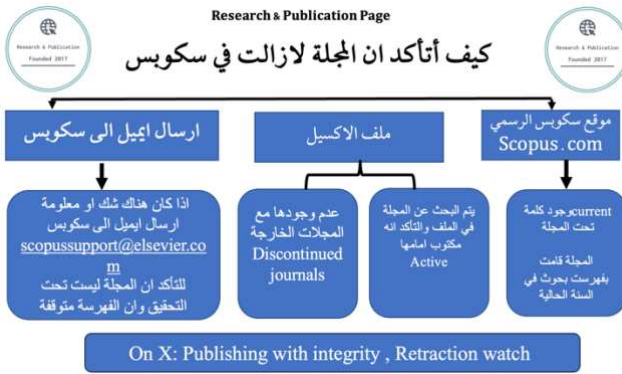 Research & Publication Page
Research & Publication
Founded 2017
Research & Publication
Founded 2017
كيف أتأكد ان المجلة لازالت في سكوبس
موقع سكوبس الرسمي
Scopus.com
ملف الاكسيل
ارسال ايميل الى سكوبس
currentوجود كلمة
تحت المجلة
المجلة قامت
بفهرست بحوث في
السنة الحالية
يتم البحث عن المجلة
في الملف والتأكد انه
مكتوب امامها
Active
عدم وجودها مع
المجلات الخارجة
Discontinued
journals
اذا كان هناك شك او معلومة
ارسال ايميل الى سكوبس
scopussupport@elsevier.co
m
للتأكد ان المجلة ليست تحت
التحقيق وان الفهرسة متوقفة
On X: Publishing with integrity , Retraction watch